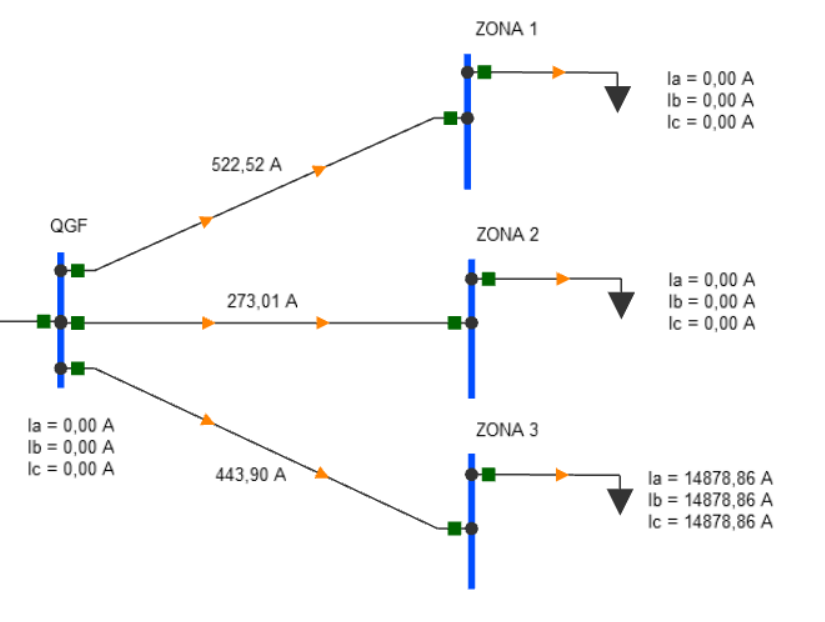 ZONA 1
Ia = 0,00 A
Ib = 0,00 A
Ic = 0,00 A
522,52 A
QGF
ZONA 2
273,01 A
Ia = 0,00 A
Ib = 0,00 A
Ic = 0,00 A
Ia = 0,00 A
Ib = 0,00 A
Ic = 0,00 A
443,90 A
ZONA 3
Ia = 14878,86 A
Ib = 14878,86 A
Ic = 14878,86 A